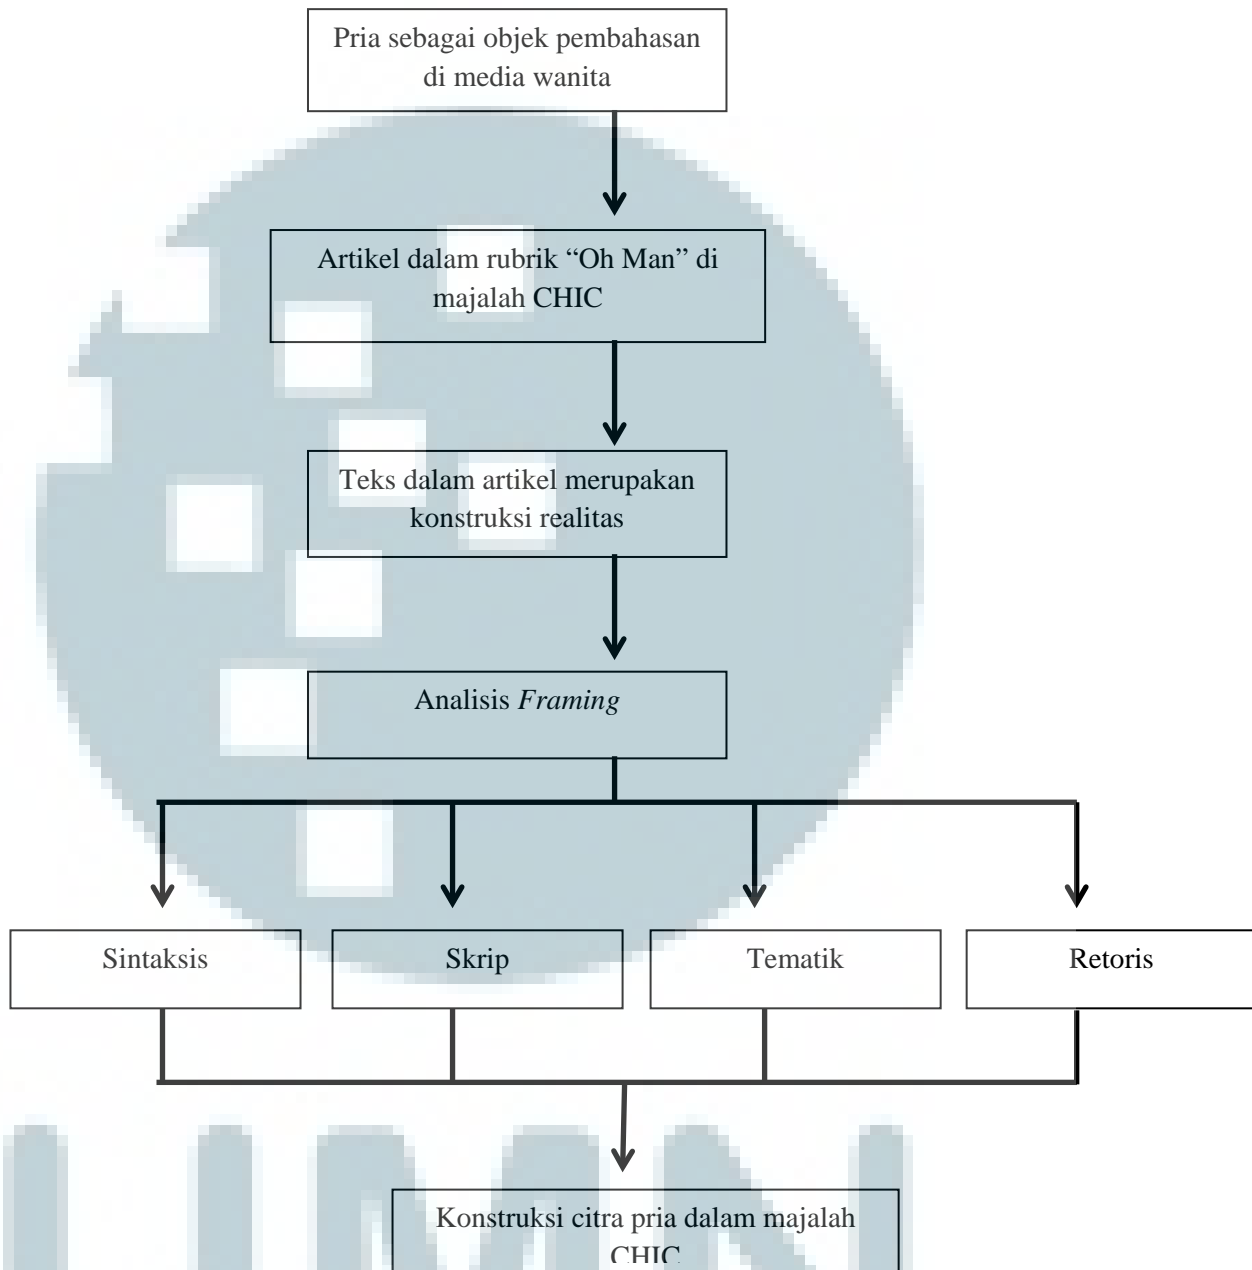 Pria sebagai objek pembahasan
di media wanita
Artikel dalam rubrik “Oh Man” di
majalah CHIC
Teks dalam artikel merupakan
konstruksi realitas
Analisis Framing
Sintaksis
Skrip
Tematik
Retoris
Konstruksi citra pria dalam majalah
CHIC
UMN